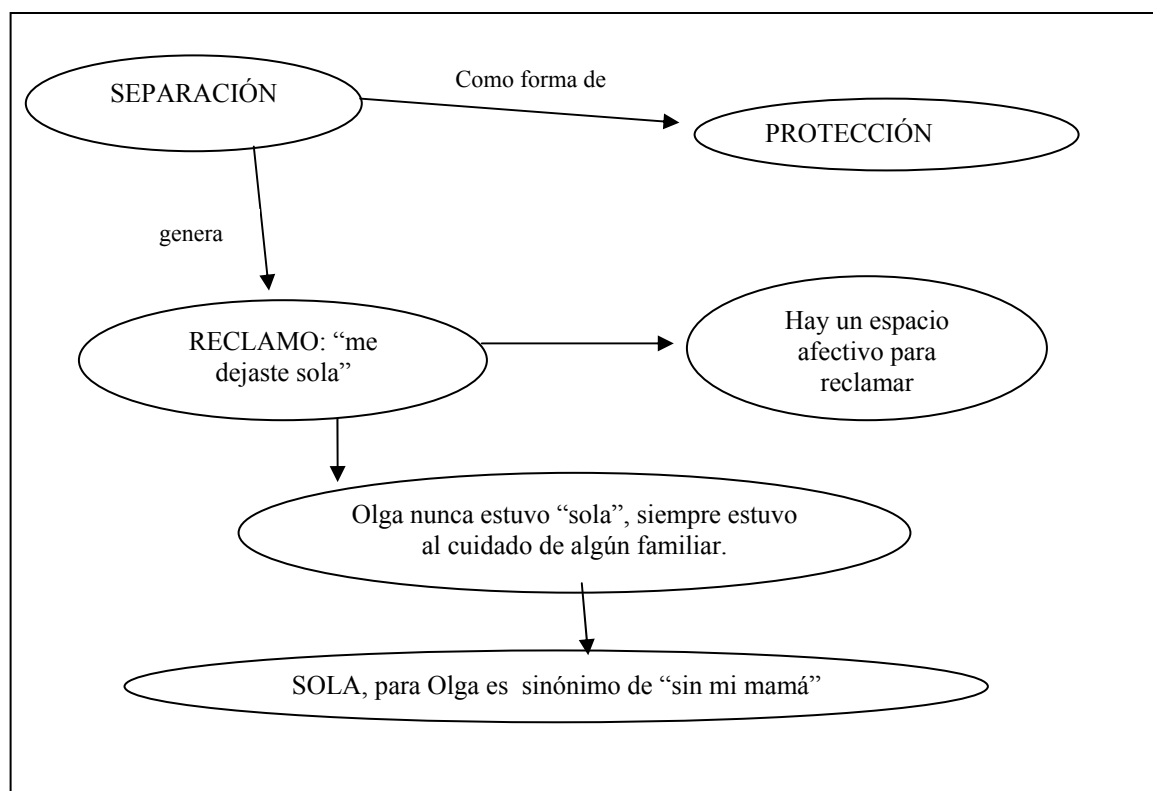 SEPARACIÓN
Como forma de
PROTECCIÓN
genera
RECLAMO: “me
dejaste sola”
Hay un espacio
afectivo para
reclamar
Olga nunca estuvo “sola”, siempre estuvo
al cuidado de algún familiar.
SOLA, para Olga es sinónimo de “sin mi mamá”